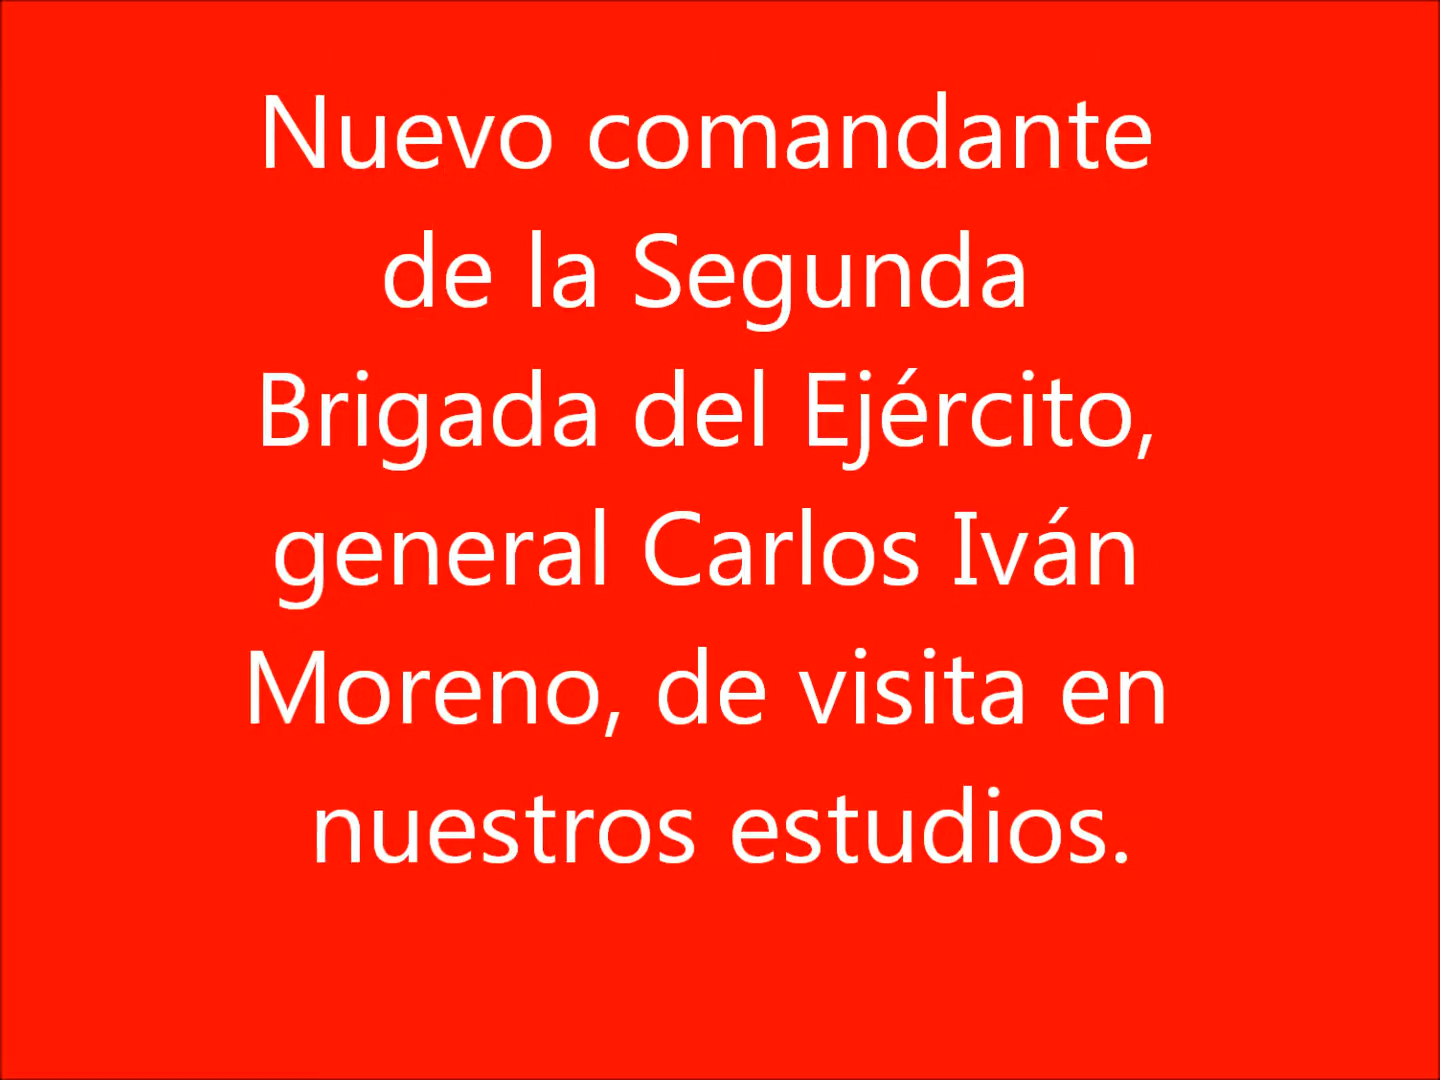 Nuevo comandante
de la Segunda
Brigada del Ejército,
general Carlos Iván
Moreno, de visita en
nuestros estudios.